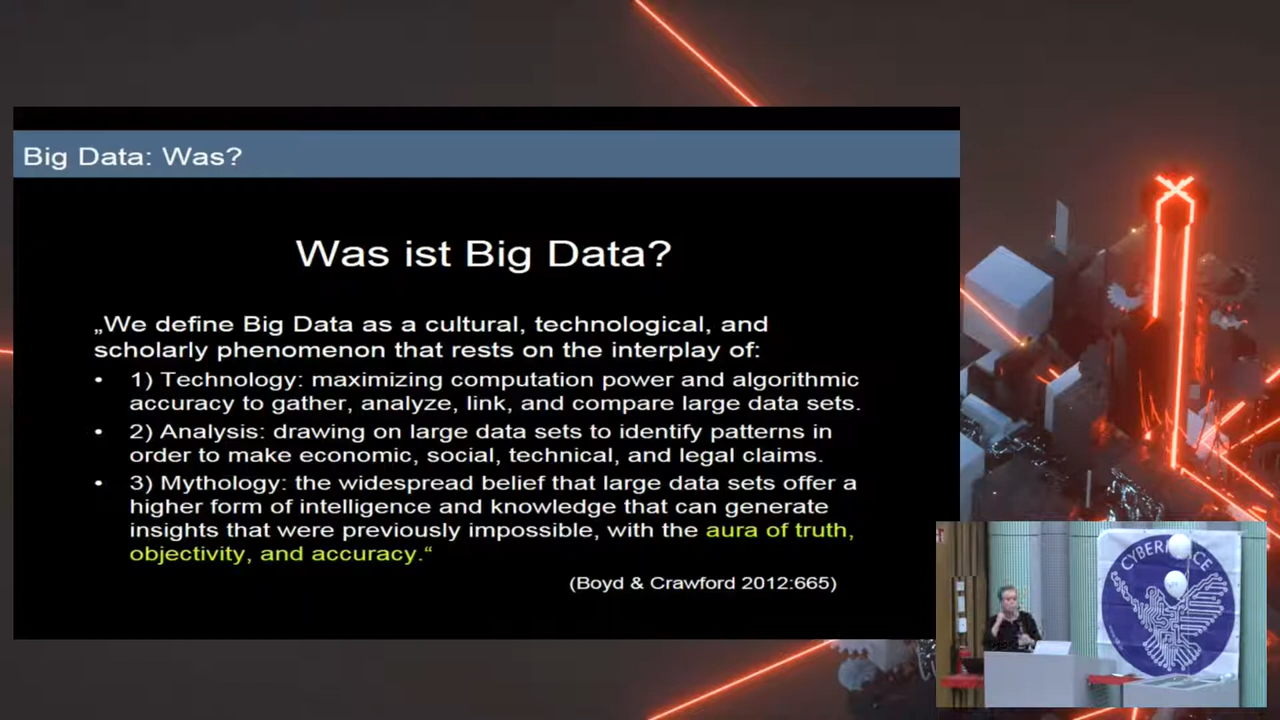 Big Data: Was?
Was ist Big Data?
„We define Big Data as a cultural, technological, and
scholarly phenomenon that rests on the interplay of:
• 1) Technology: maximizing computation power and algorithmic
accuracy to gather, analyze, link, and compare large data sets.
• 2) Analysis: drawing on large data sets to identify patterns in
order to make economic, social, technical, and legal claims.
• 3) Mythology: the widespread belief that large data sets offer a
higher form of intelligence and knowledge that can generate
insights that were previously impossible, with the aura of truth,
objectivity, and accuracy.“
(Boyd & Crawford 2012:665)